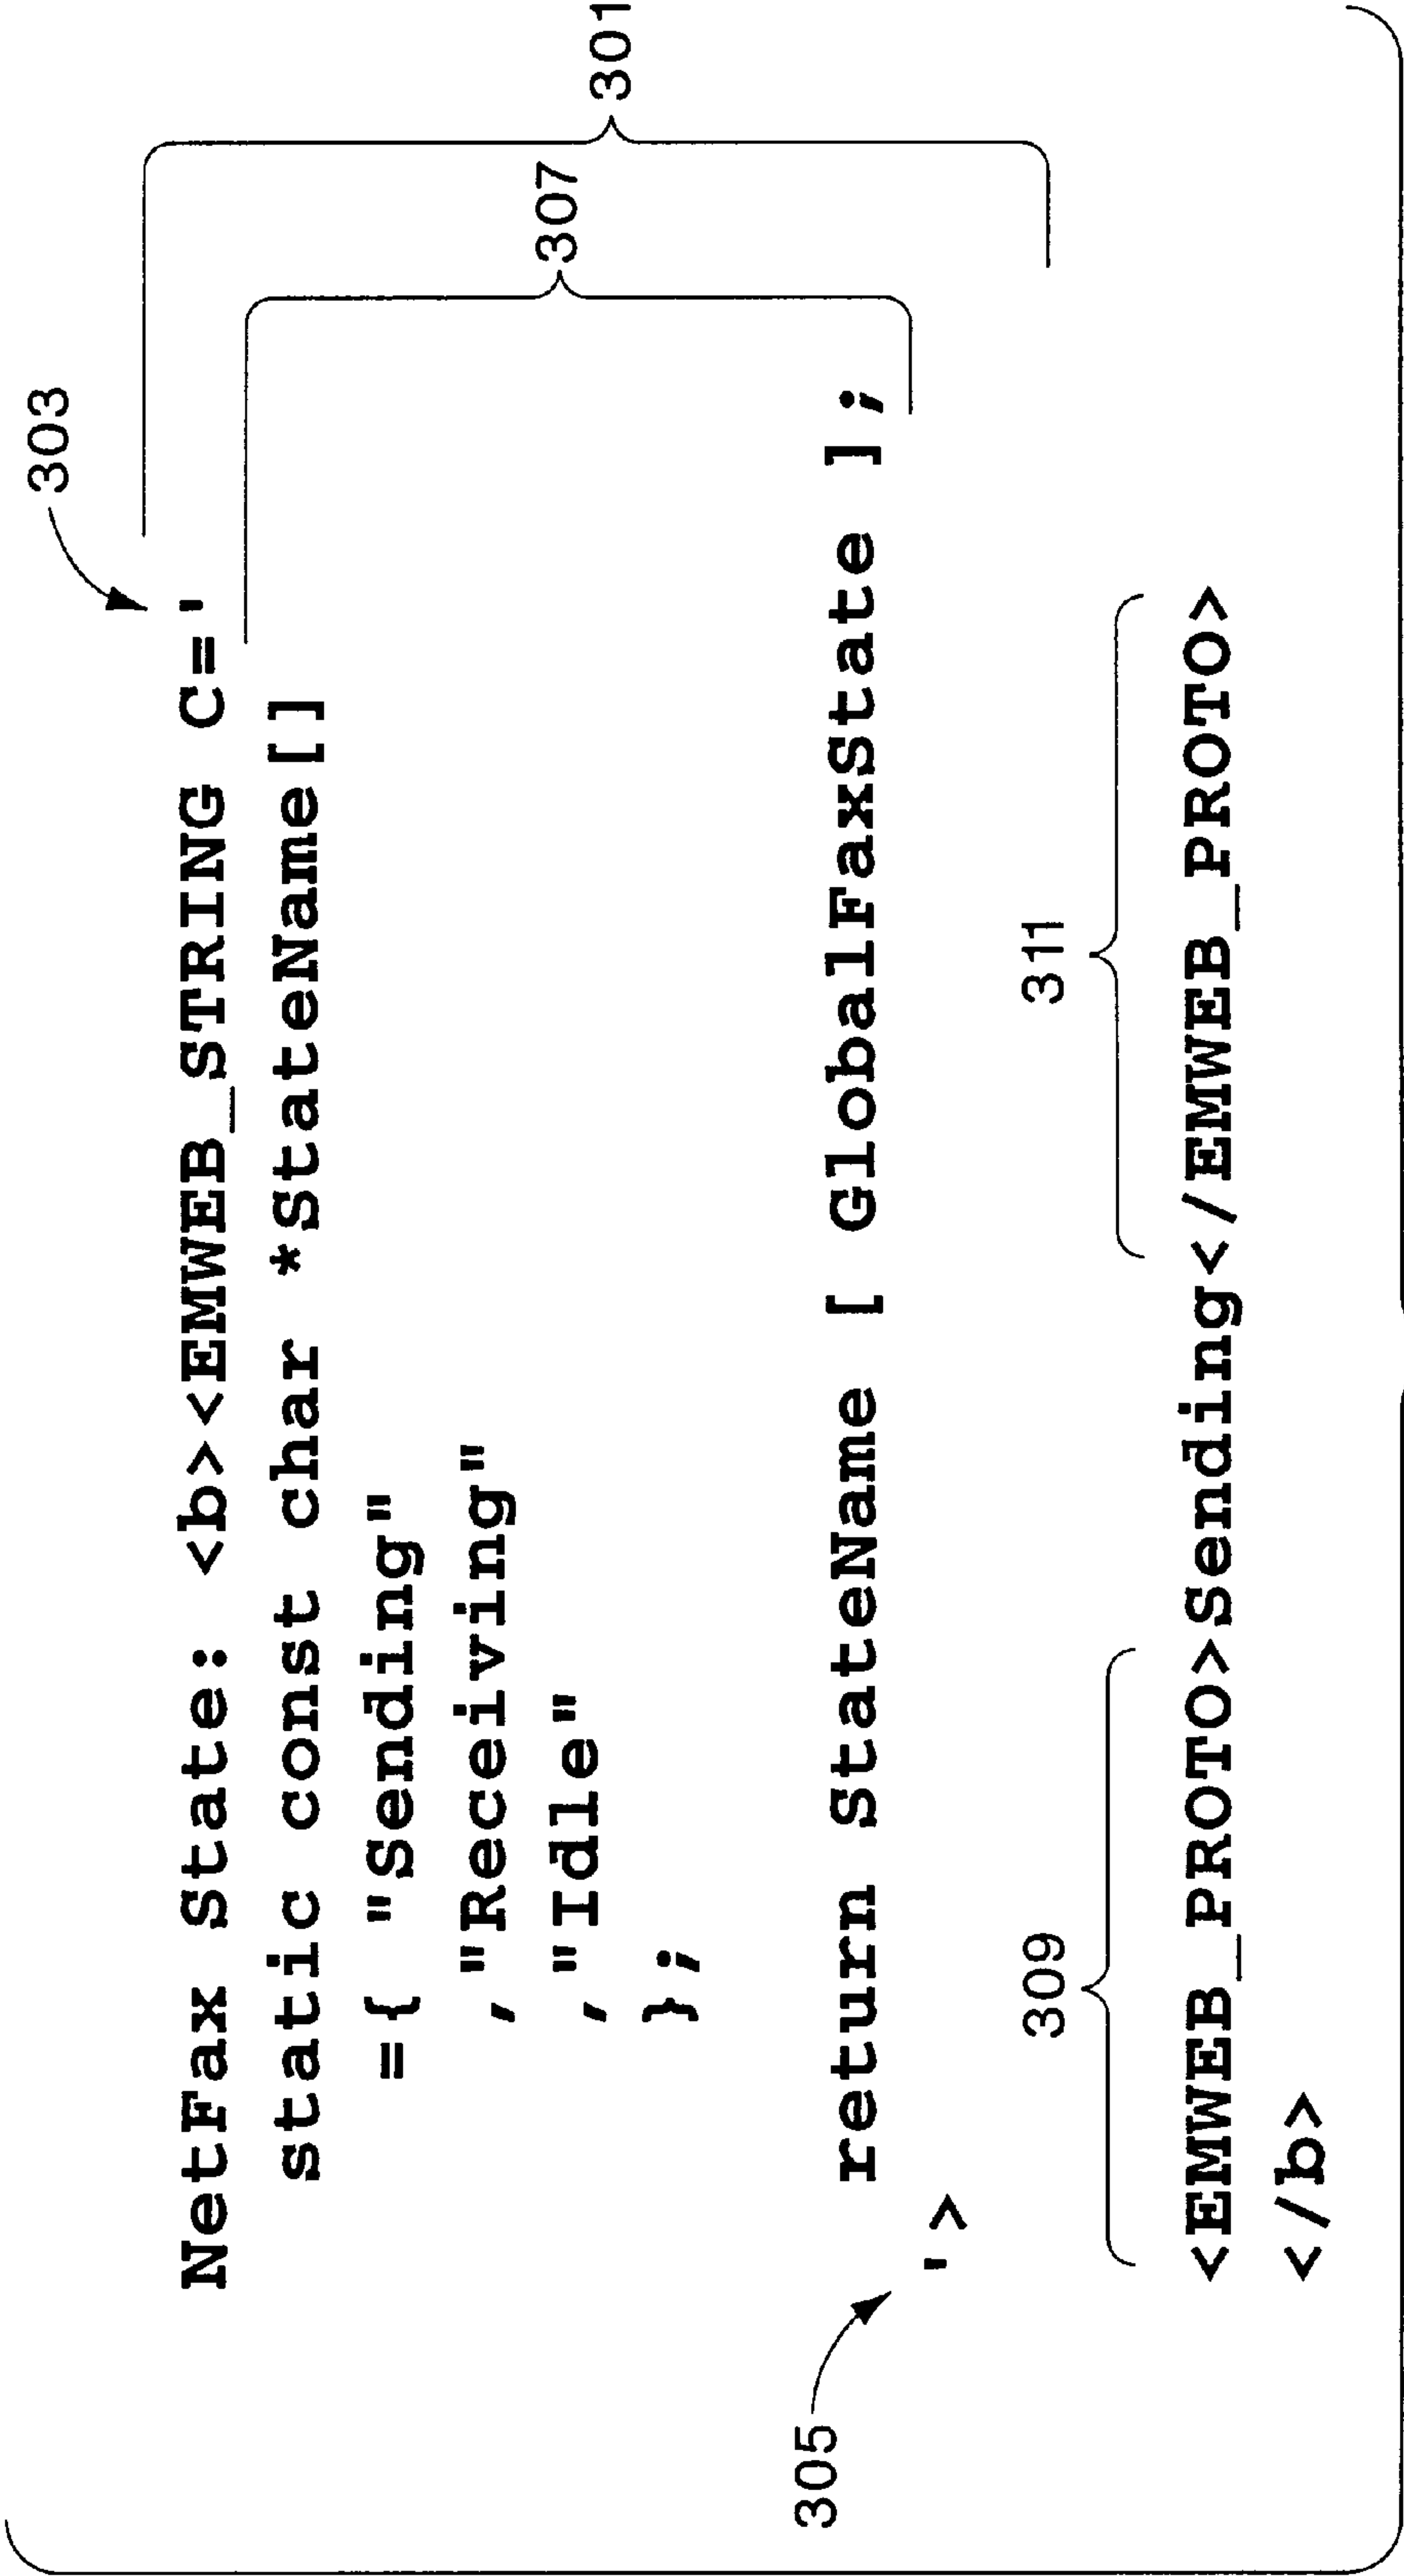 303
NetFax State: <b><EMWEB_STRING C='
static const char *StateName[]
={ "Sending"
,"Receiving"
,"Idle"
};
307
301
return StateName [ GlobalFaxState ];
305
'>
309
311
<EMWEB_PROTO>Sending</EMWEB_PROTO>
</b>